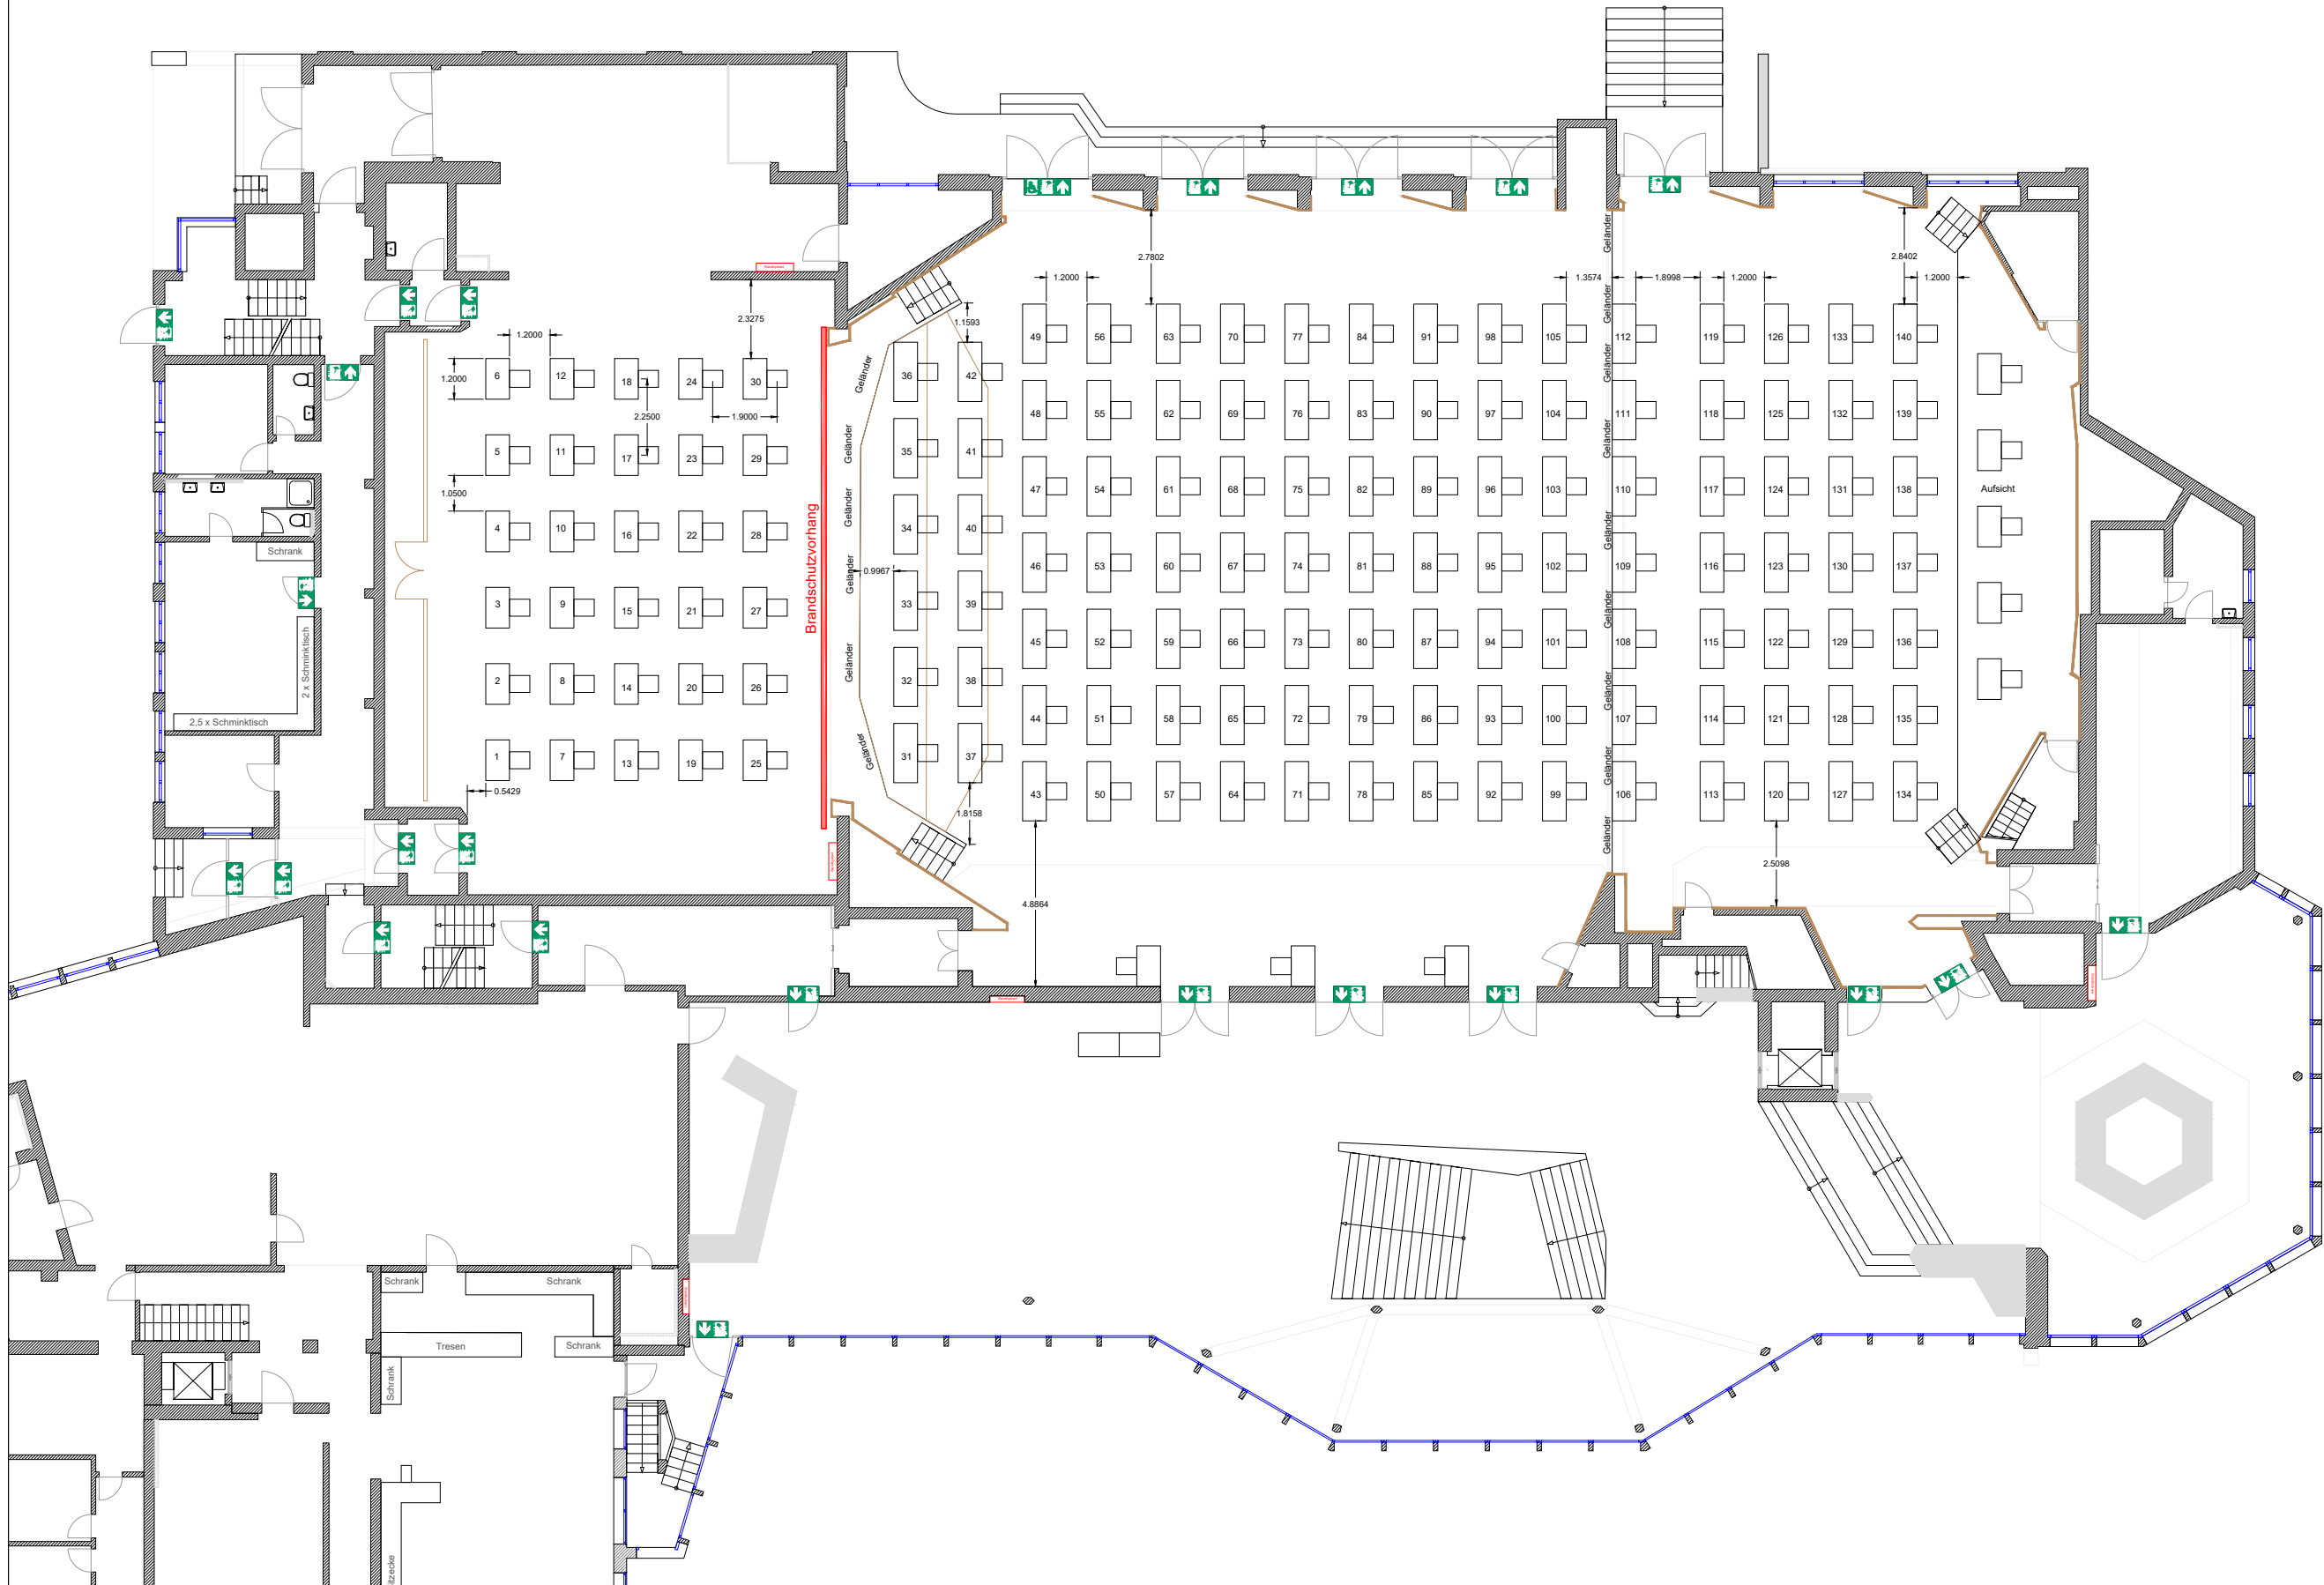 2.7802
2.8402
1.2000
1.3574
1.8998
1.2000
1.2000
2.3275
1.1593
1.2000
1.2000
2.2500
1.9000
1.0500
0.9967
0.5429
1.8158
4.8864
2.5098
6 12 18 24 30
5 11 17 23 29
4 10 16 22 28
3 9 15 21 27
2 8 14 20 26
1 7 13 19 25
Brandschutzvorhang
36 42
35 41
34 40
33 39
32 38
31 37
Geländer
Geländer
Geländer
Geländer
Geländer
Geländer
49 56 63 70 77 84 91 98 105 112 119 126 133 140
48 55 62 69 76 83 90 97 104 111 118 125 132 139
47 54 61 68 75 82 89 96 103 110 117 124 131 138
46 53 60 67 74 81 88 95 102 109 116 123 130 137
45 52 59 66 73 80 87 94 101 108 115 122 129 136
44 51 58 65 72 79 86 93 100 107 114 121 128 135
43 50 57 64 71 78 85 92 99 106 113 120 127 134
Geländer
Geländer
Geländer
Geländer
Geländer
Geländer
Geländer
Geländer
Geländer
Geländer
Aufsicht
Schrank
2 x Schminktisch
2,5 x Schminktisch
Schrank
Schrank
Tresen
Schrank
Schrank